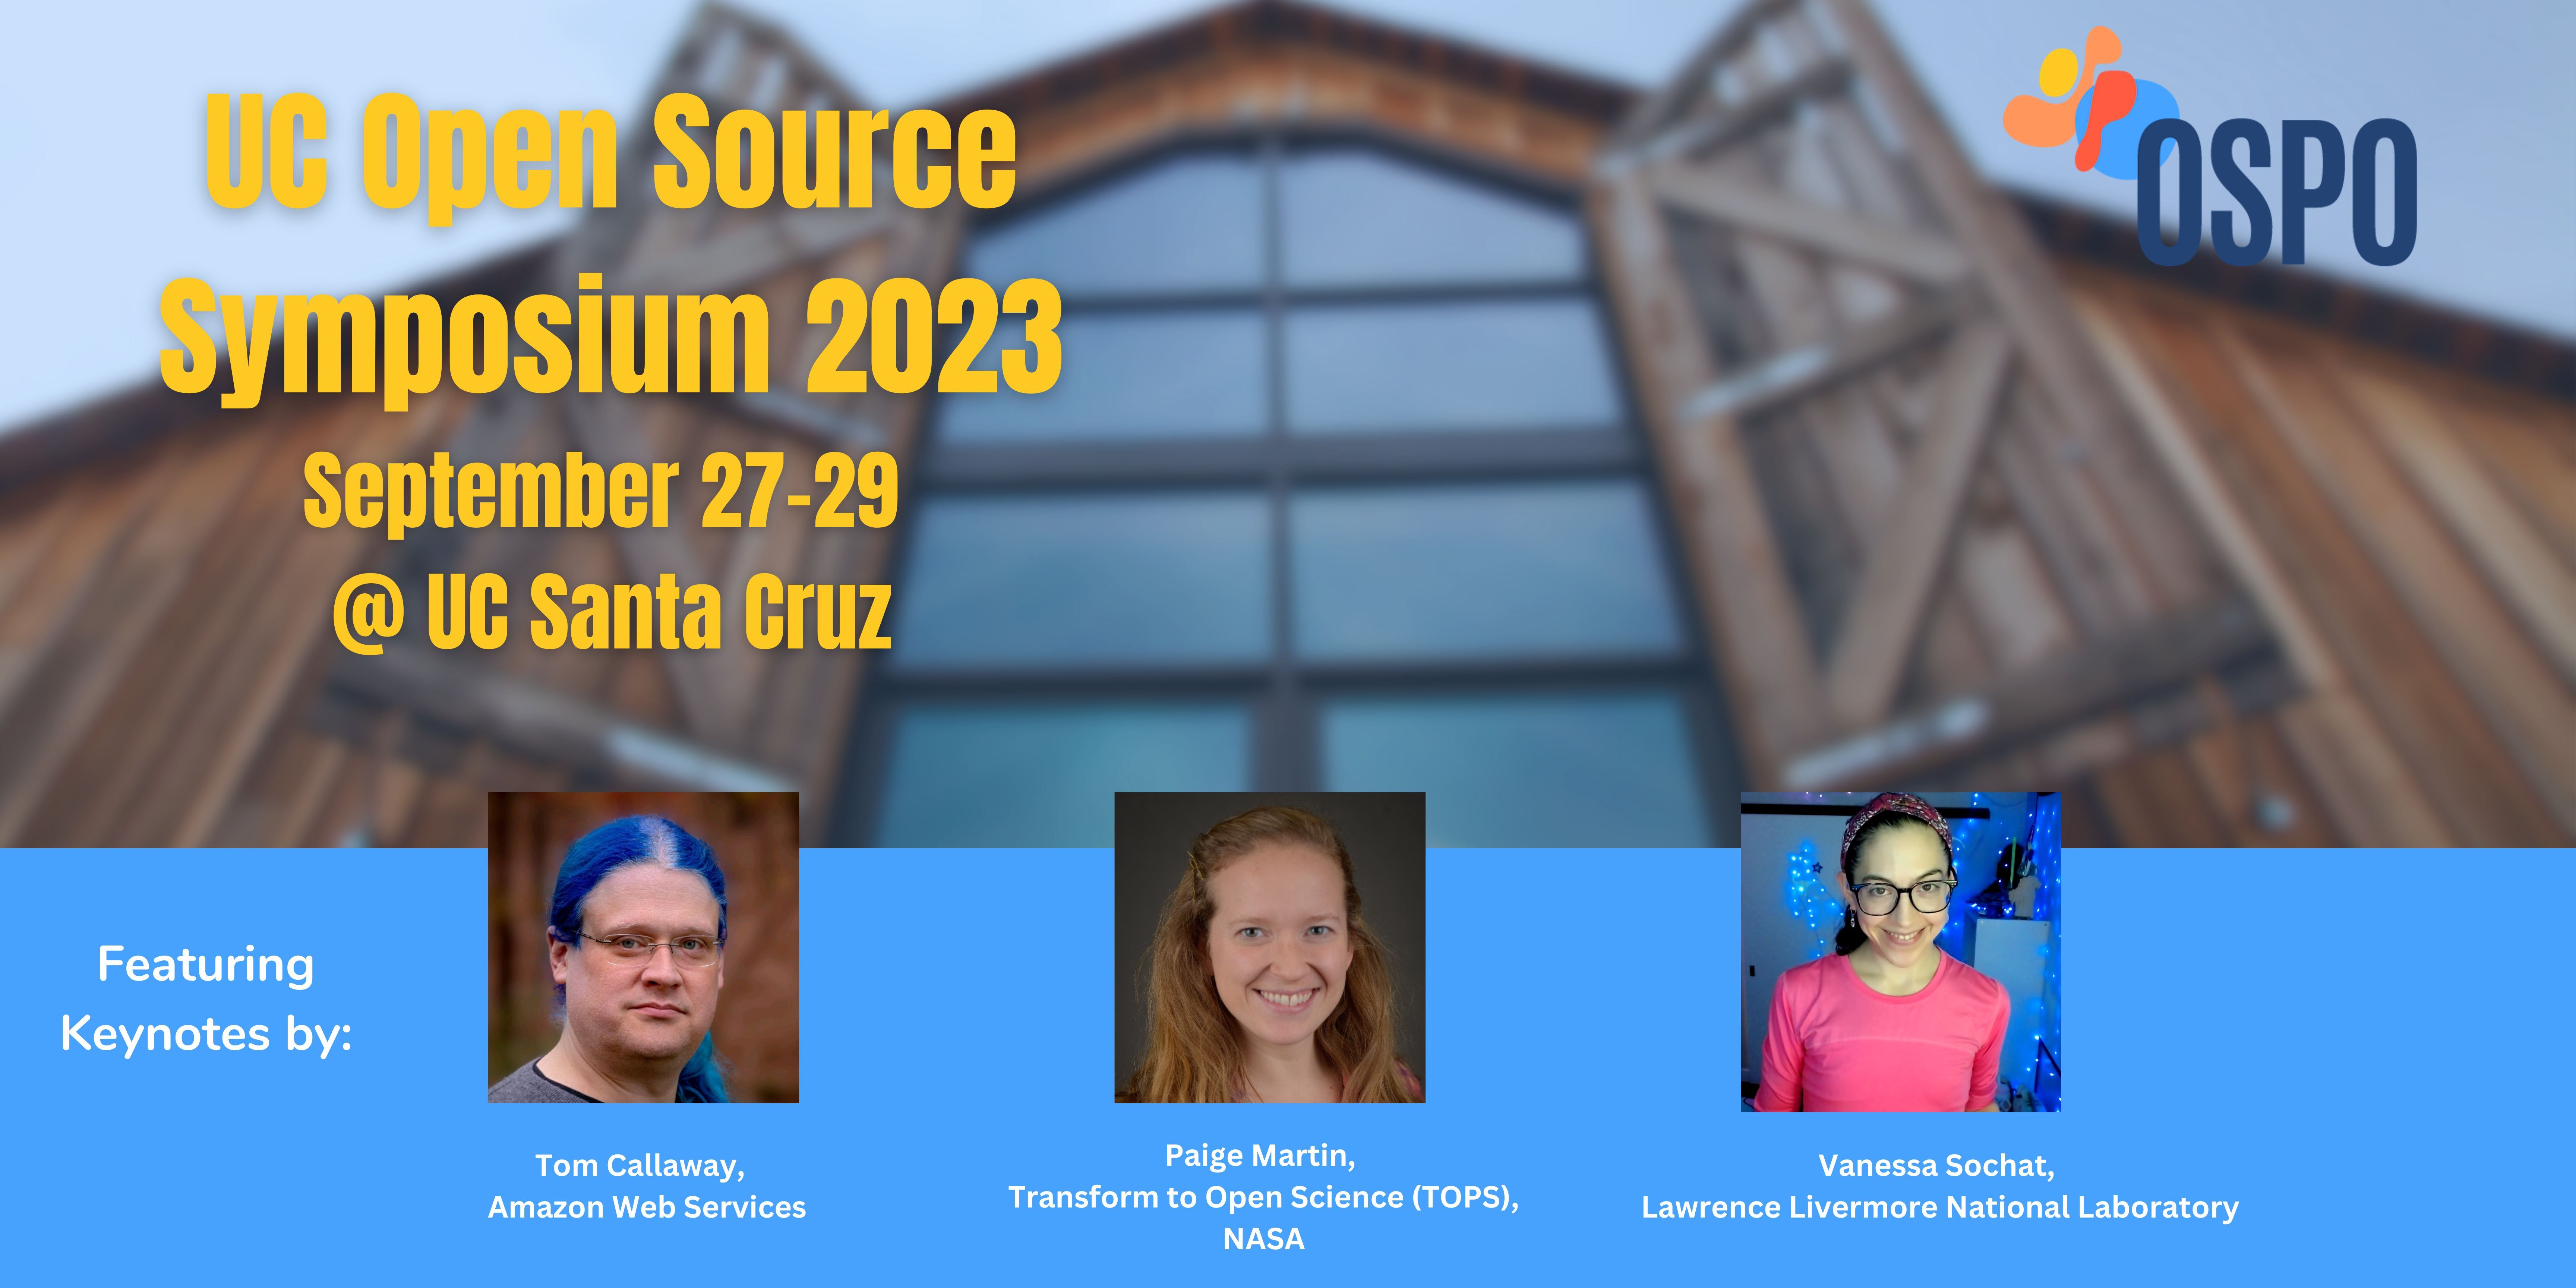 UC Open Source
Symposium 2023
September 27-29
@ UC Santa Cruz
OSPO
Featuring
Keynotes by:
Tom Callaway,
Amazon Web Services
Paige Martin,
Transform to Open Science (TOPS),
NASA
Vanessa Sochat,
Lawrence Livermore National Laboratory